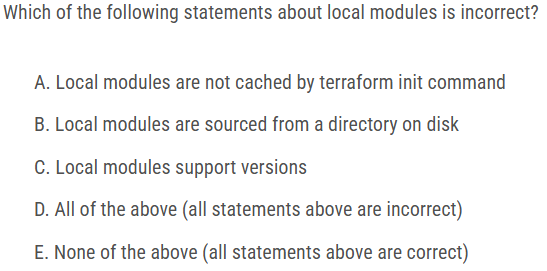 Which of the following statements about local modules is incorrect?
A. Local modules are not cached by terraform init command
B. Local modules are sourced from a directory on disk
C. Local modules support versions
D. All of the above (all statements above are incorrect)
E. None of the above (all statements above are correct)